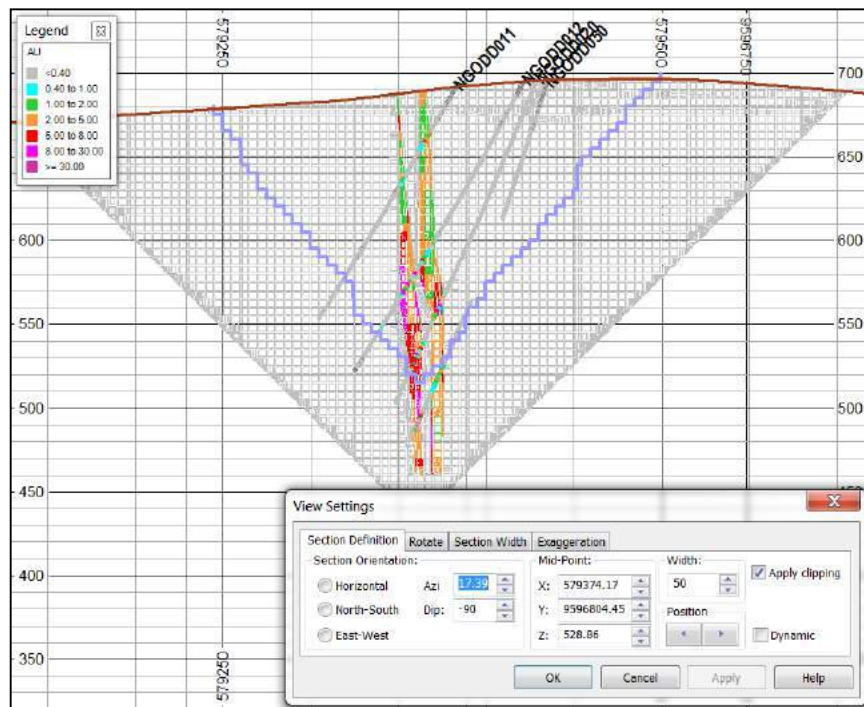 Legend
AU
<0.40
0.40 to 1.00
1.00 to 2.00
2.00 to 5.00
5.00 to 8.00
8.00 to 30.00
>= 30.00
579250
579500
9596750
NGODD011
NGODD012
NGODD050
700
700
650
650
600
600
550
550
500
500
450
400
350
579250
View Settings
Section Definition
Rotate
Section Width
Exaggeration
Section Orientation:
Mid-Point:
Width:
Horizontal
Azi
17.39
X:
579374.17
50
Apply clipping
North-South
Dip:
-90
Y:
9596804.45
Position
East-West
Z:
528.86
Dynamic
OK
Cancel
Apply
Help